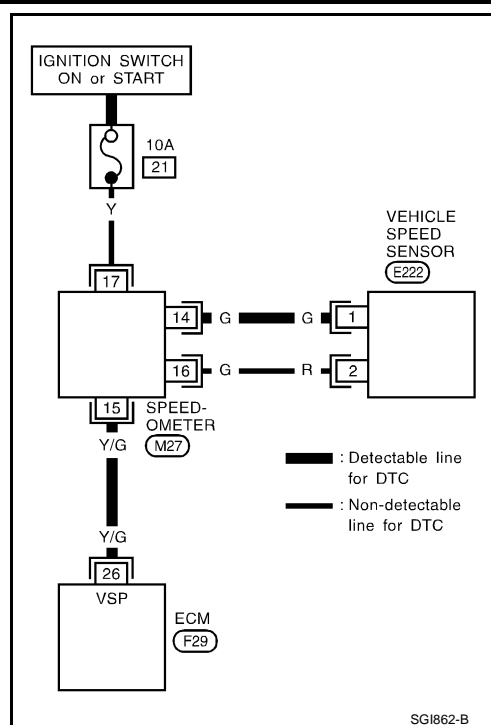 IGNITION SWITCH
ON or START
10A
21
Y
VEHICLE
SPEED
SENSOR
E222
17
14
G
G
1
16
G
R
2
15
SPEED-
OMETER
M27
Y/G
: Detectable line
for DTC
: Non-detectable
line for DTC
Y/G
26
VSP
ECM
F29
SGI862-B